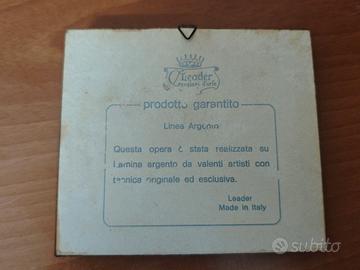 Leader
prodotto garantito
Linea Argento
Questa opera è stata realizzata su
lamina argento da valenti artisti con
tecnica originale ed esclusiva.
Leader
Made in Italy
subito